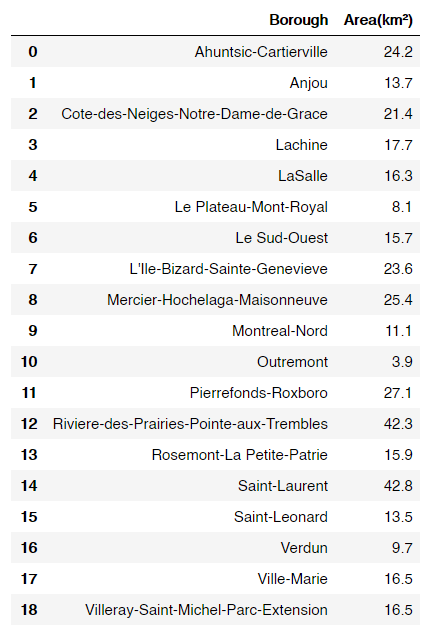 Borough Area(km²)
0 Ahuntsic-Cartierville 24.2
1 Anjou 13.7
2 Cote-des-Neiges-Notre-Dame-de-Grace 21.4
3 Lachine 17.7
4 LaSalle 16.3
5 Le Plateau-Mont-Royal 8.1
6 Le Sud-Ouest 15.7
7 L'Ile-Bizard-Sainte-Genevieve 23.6
8 Mercier-Hochelaga-Maisonneuve 25.4
9 Montreal-Nord 11.1
10 Outremont 3.9
11 Pierrefonds-Roxboro 27.1
12 Riviere-des-Prairies-Pointe-aux-Trembles 42.3
13 Rosemont-La Petite-Patrie 15.9
14 Saint-Laurent 42.8
15 Saint-Leonard 13.5
16 Verdun 9.7
17 Ville-Marie 16.5
18 Villeray-Saint-Michel-Parc-Extension 16.5